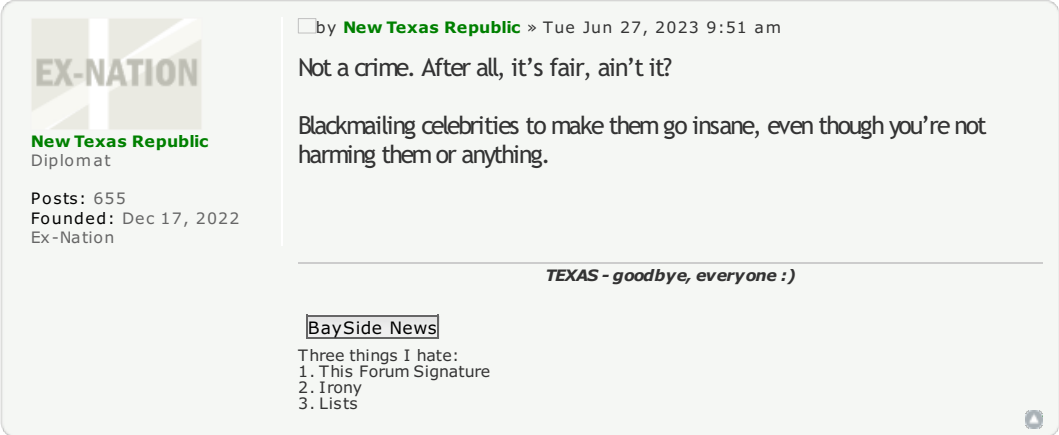 EX-NATION
New Texas Republic
Diplomat
Posts: 655
Founded: Dec 17, 2022
Ex-Nation
by New Texas Republic » Tue Jun 27, 2023 9:51 am
Not a crime. After all, it’s fair, ain’t it?
Blackmailing celebrities to make them go insane, even though you’re not
harming them or anything.
TEXAS - goodbye, everyone :)
BaySide News
Three things I hate:
1. This Forum Signature
2. Irony
3. Lists